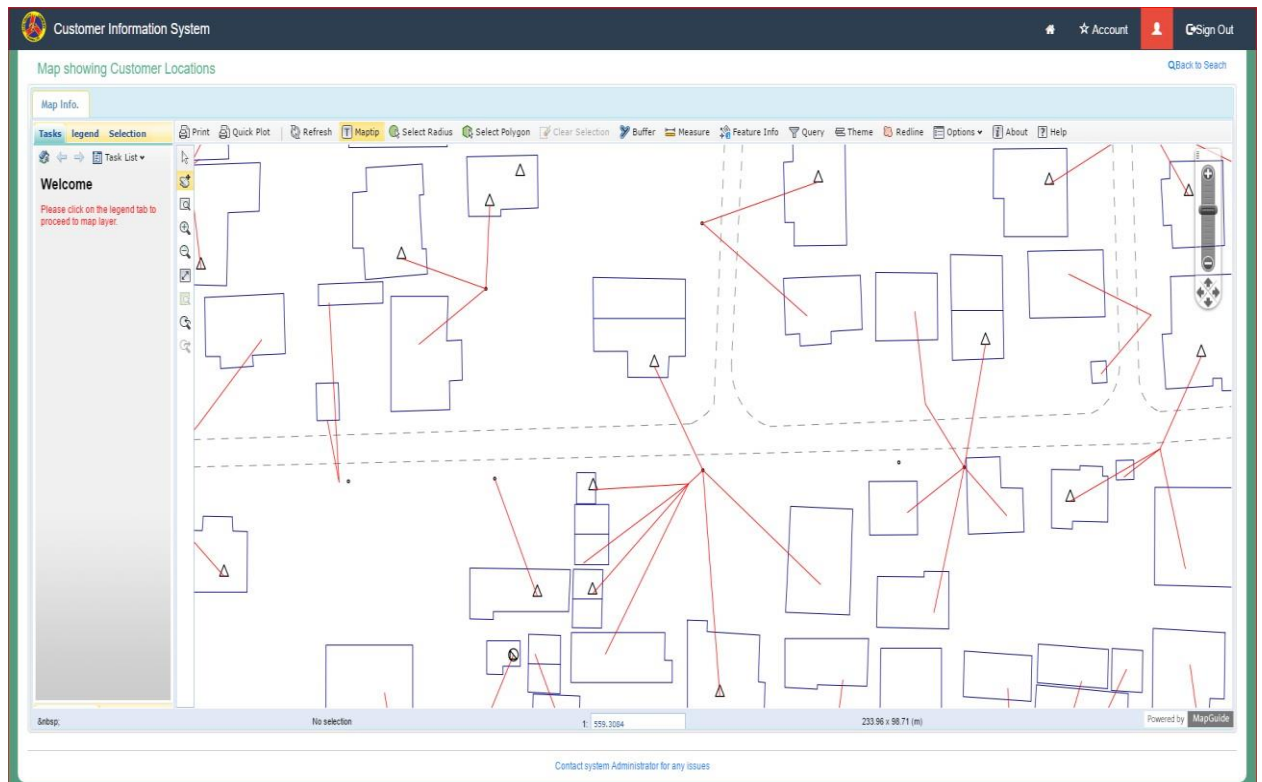 Customer Information System
Account
Sign Out
Map showing Customer Locations
Back to Seach
Map Info.
Tasks legend Selection
Print Quick Plot Refresh Maptip Select Radius Select Polygon Clear Selection Buffer Measure Feature Info Query Theme Redline Options About Help
Task List
Welcome
Please click on the legend tab to
proceed to map layer.
&nbsp;
No selection
1: 559.3084
233.96 x 98.71 (m)
Powered by MapGuide
Contact system Administrator for any issues